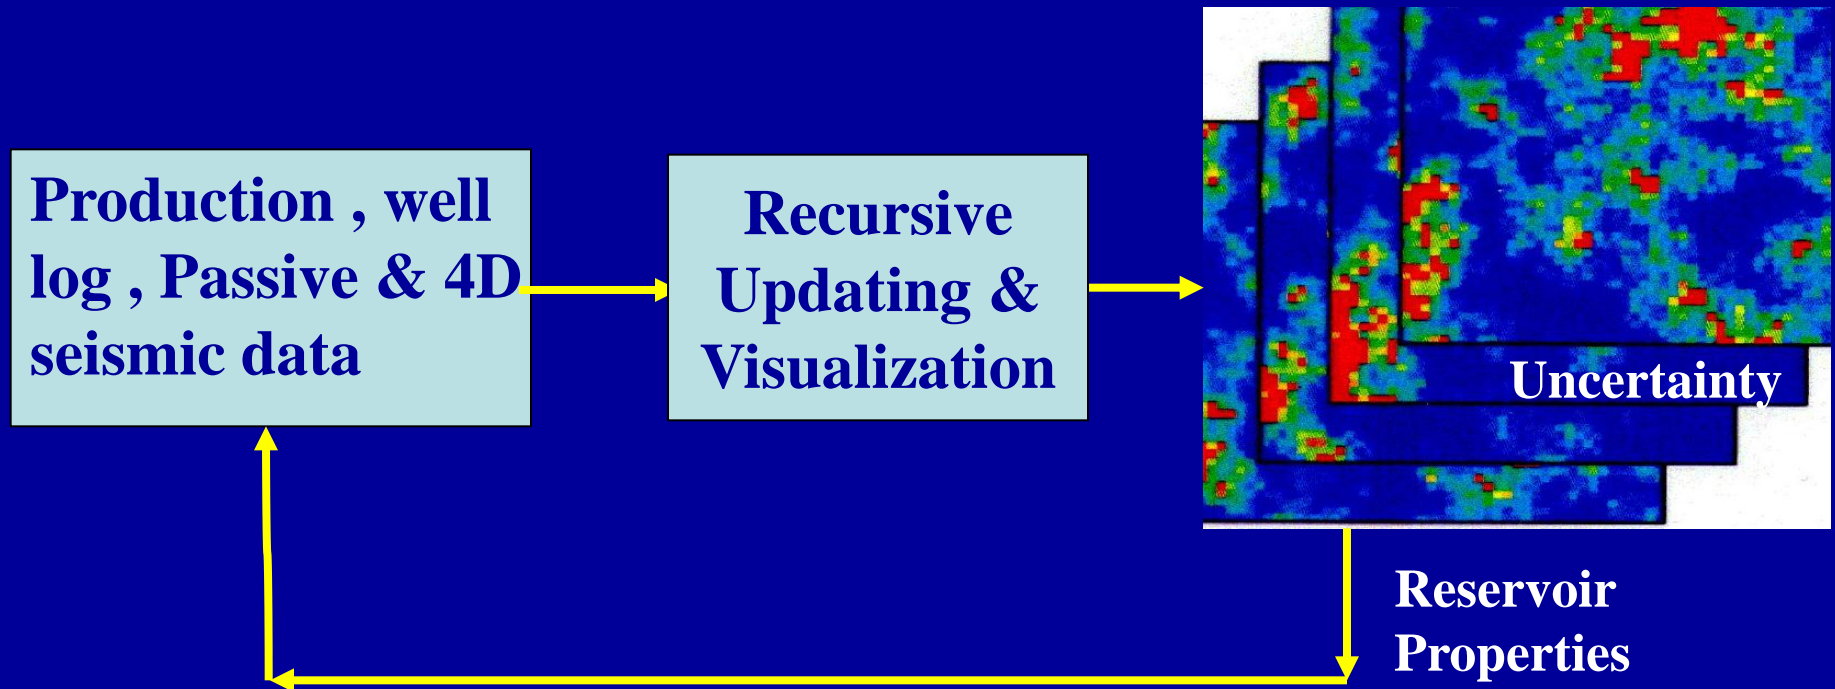 Production , well
log , Passive & 4D
seismic data
Recursive
Updating &
Visualization
Uncertainty
Reservoir
Properties